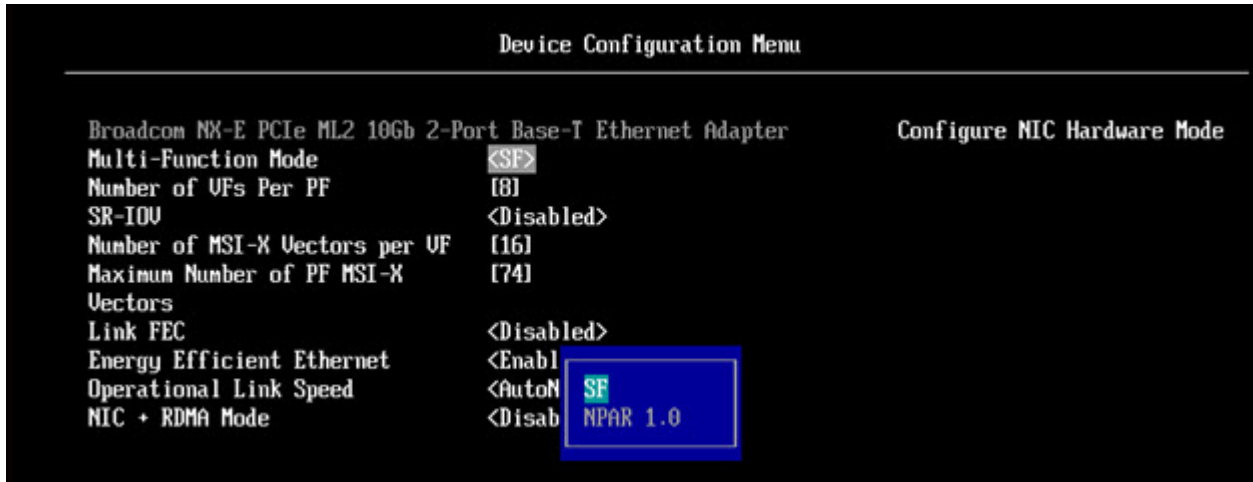 Device Configuration Menu
Broadcom NX-E PCIe ML2 10Gb 2-Port Base-T Ethernet Adapter Configure NIC Hardware Mode
Multi-Function Mode <SF>
Number of VFs Per PF [8]
SR-IOV <Disabled>
Number of MSI-X Vectors per VF [16]
Maximum Number of PF MSI-X [74]
Vectors
Link FEC <Disabled>
Energy Efficient Ethernet <Enabl
Operational Link Speed <AutoN SF
NIC + RDMA Mode <Disab NPAR 1.0